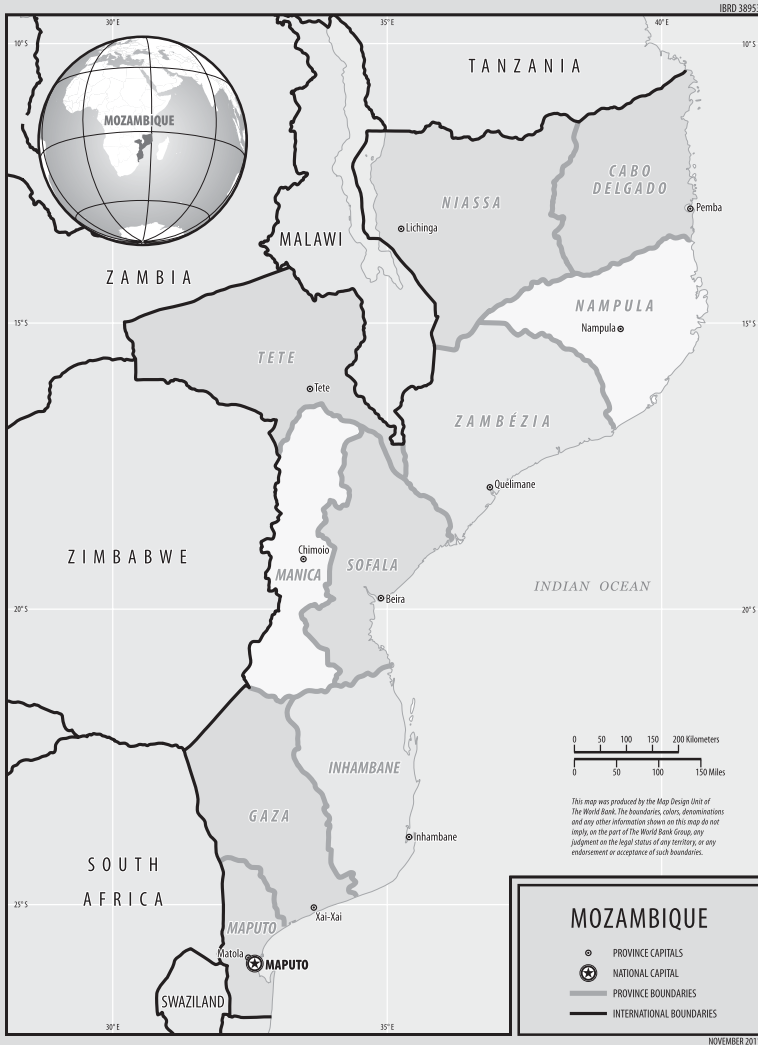 IBRD 38953
30°E
35°E
40°E
10°S
10°S
TANZANIA
MOZAMBIQUE
CABO
DELGADO
NIASSA
Pemba
Lichinga
MALAWI
ZAMBIA
NAMPULA
15°S
Nampula
15°S
TETE
Tete
ZAMBÉZIA
Quélimane
Chimoio
ZIMBABWE
MANICA
SOFALA
INDIAN OCEAN
Beira
20°S
20°S
0 50 100 150 200 Kilometers
0 50 100 150 Miles
INHAMBANE
GAZA
This map was produced by the Map Design Unit of
The World Bank. The boundaries, colors, denominations
and any other information shown on this map do not
imply, on the part of The World Bank Group, any
judgment on the legal status of any territory, or any
endorsement or acceptance of such boundaries.
Inhambane
SOUTH
AFRICA
25°S
Xai-Xai
MAPUTO
Matola
MAPUTO
SWAZILAND
MOZAMBIQUE
PROVINCE CAPITALS
NATIONAL CAPITAL
PROVINCE BOUNDARIES
INTERNATIONAL BOUNDARIES
30°E
35°E
NOVEMBER 201